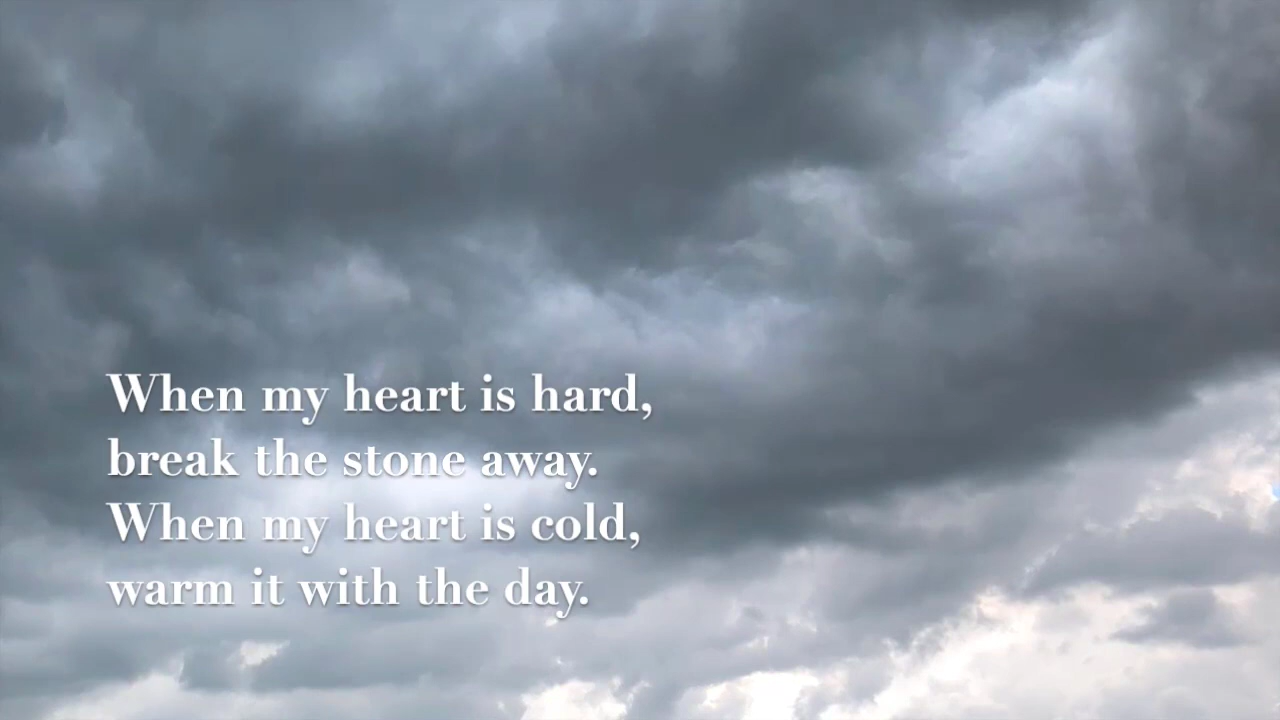 When my heart is hard,
break the stone away.
When my heart is cold,
warm it with the day.